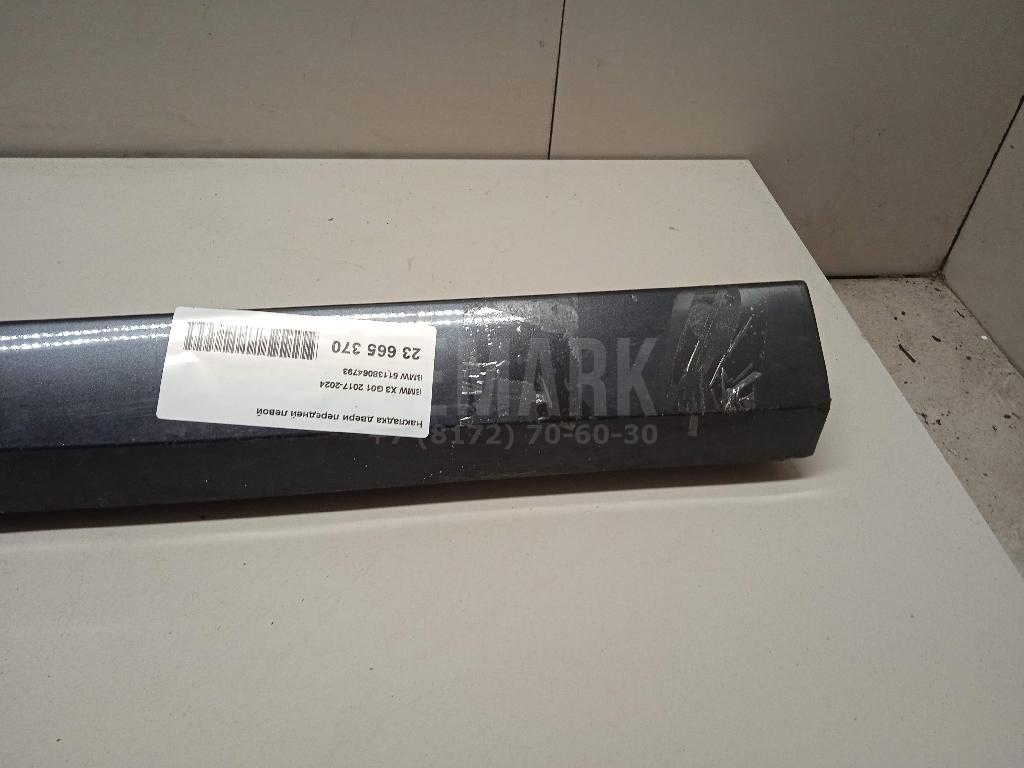 23 665 370
BMW 51138064793
BMW X3 G01 2017-2024
Накладка двери передней левой
EMARK
+7 (8172) 70-60-30